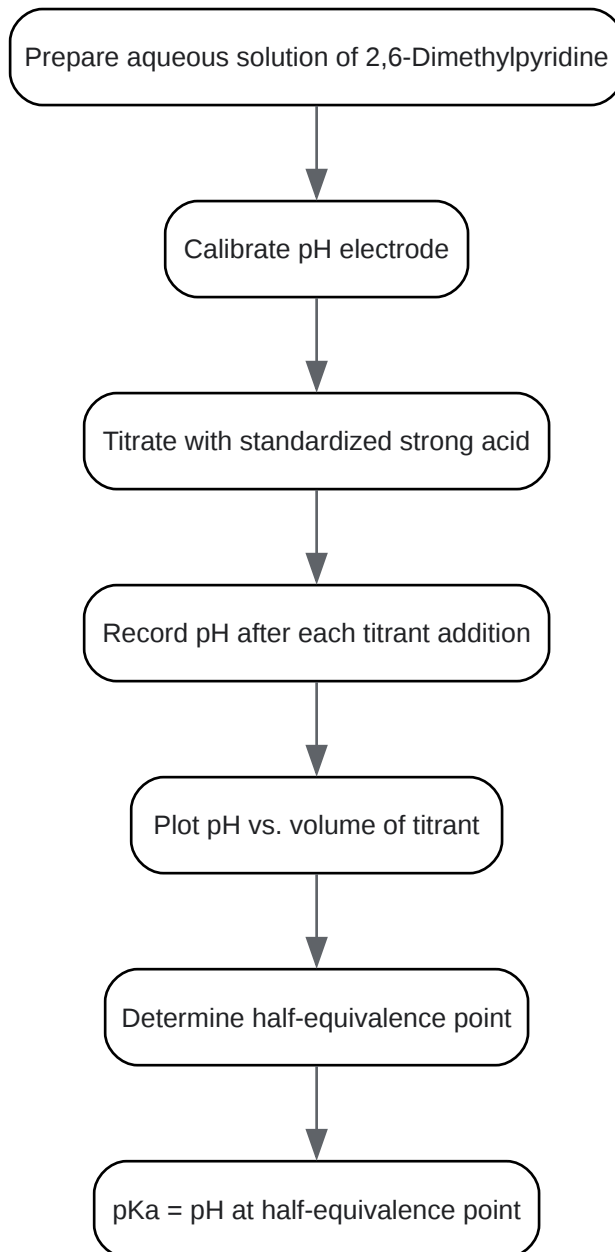 Prepare aqueous solution of 2,6-Dimethylpyridine
Calibrate pH electrode
Titrate with standardized strong acid
Record pH after each titrant addition
Plot pH vs. volume of titrant
Determine half-equivalence point
pKa = pH at half-equivalence point